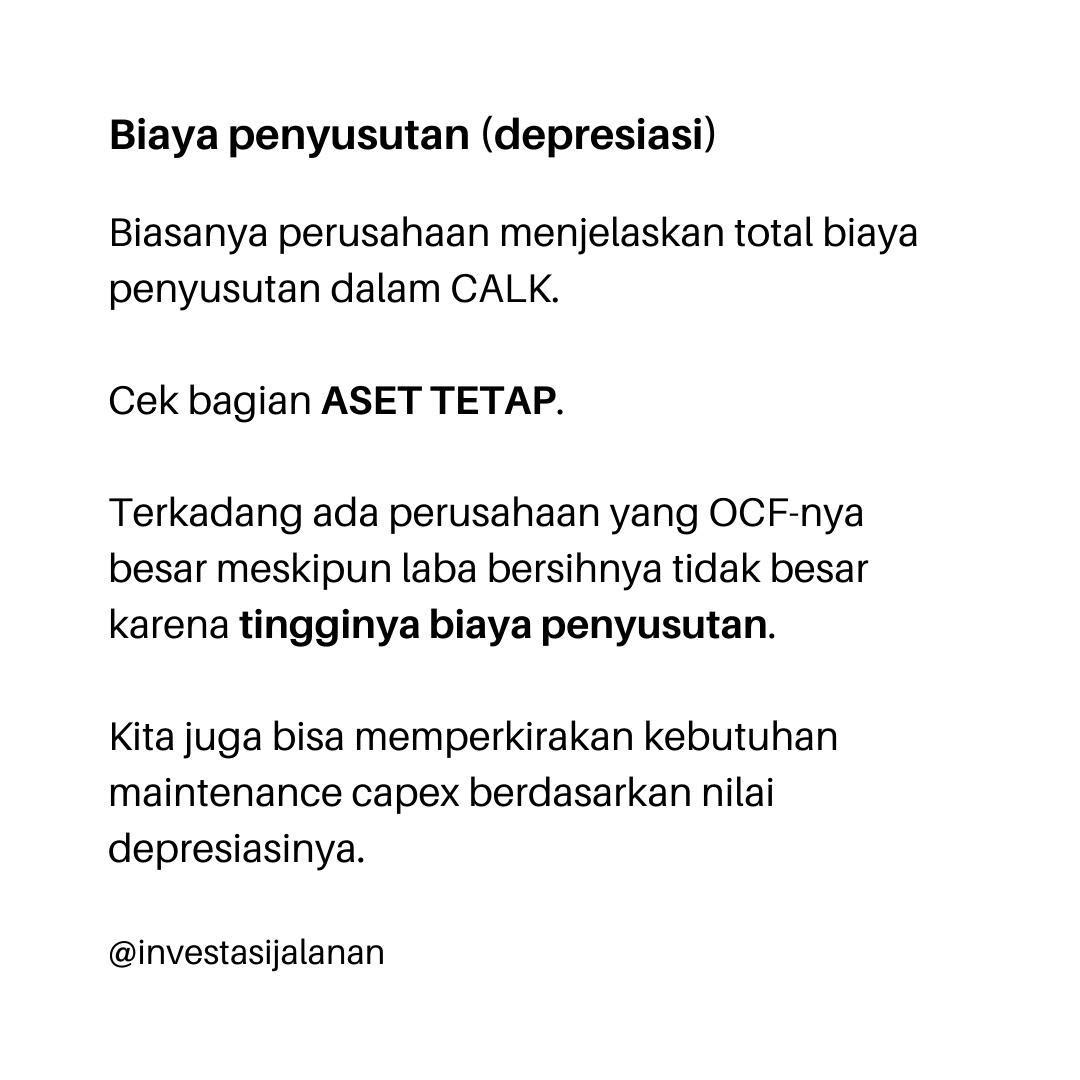 Biaya penyusutan (depresiasi)
Biasanya perusahaan menjelaskan total biaya
penyusutan dalam CALK.
Cek bagian ASET TETAP.
Terkadang ada perusahaan yang OCF-nya
besar meskipun laba bersihnya tidak besar
karena tingginya biaya penyusutan.
Kita juga bisa memperkirakan kebutuhan
maintenance capex berdasarkan nilai
depresiasinya.
@investasijalanan